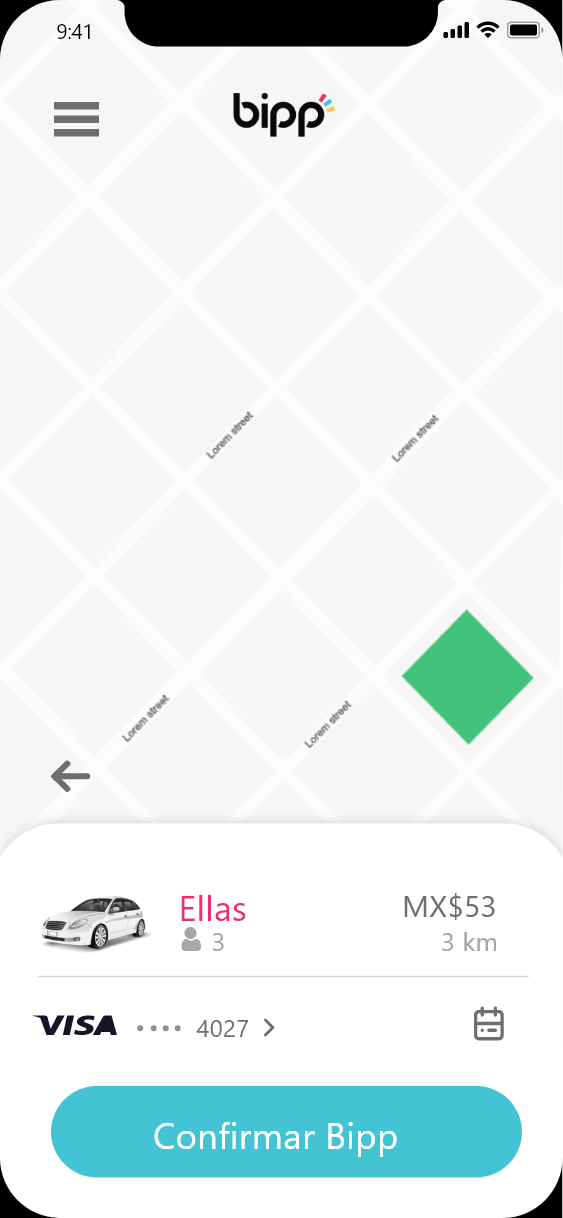 9:41
bipp
Lorem street
Lorem street
Lorem street
Lorem street
Ellas
MX$53
3
3 km
VISA
•••• 4027
Confirmar Bipp